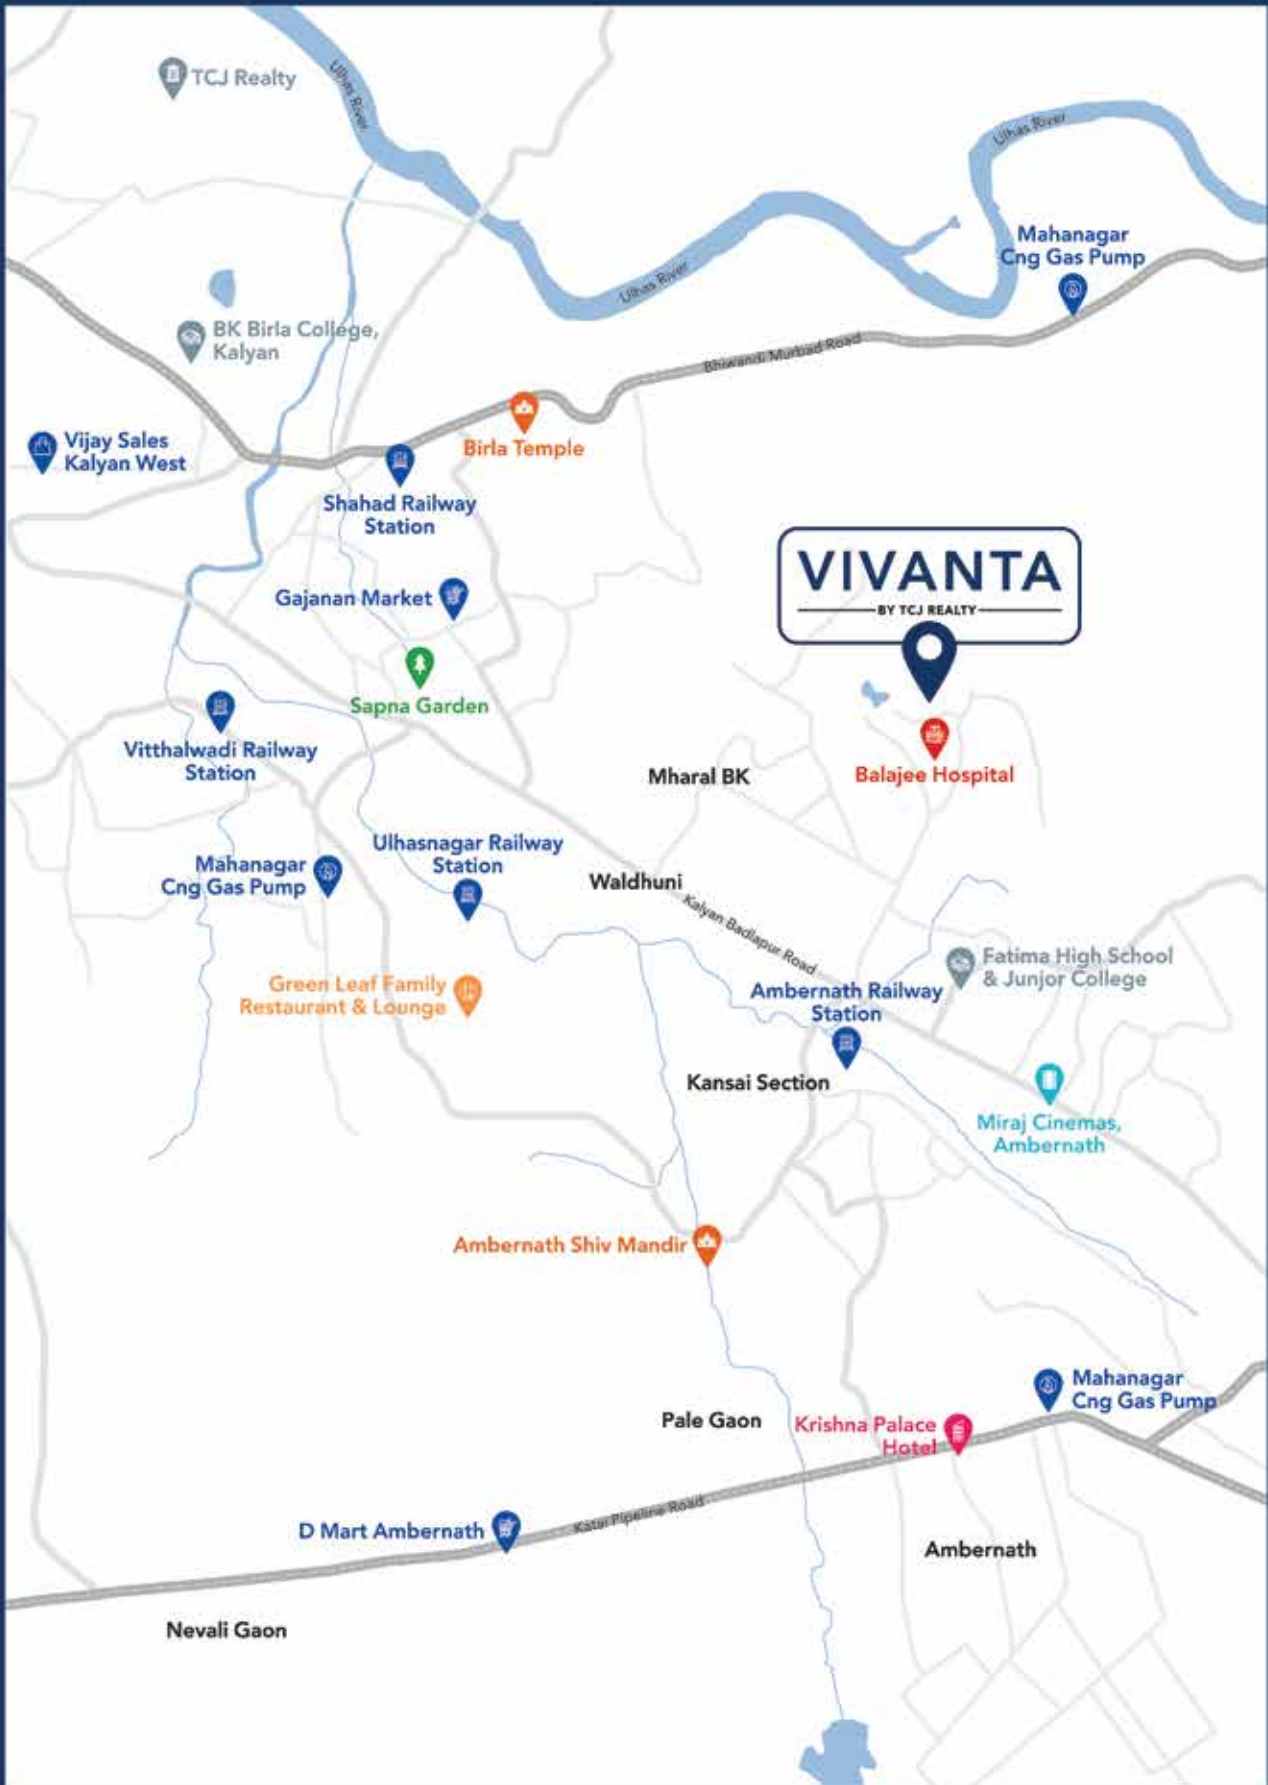 TCJ Realty
Ulhas River
Ulhas River
Mahanagar
Cng Gas Pump
Ulhas River
BK Birla College,
Kalyan
Bhiwandi Murbad Road
Vijay Sales
Kalyan West
Birla Temple
Shahad Railway
Station
VIVANTA
BY TCJ REALTY
Gajanan Market
Sapna Garden
Vitthalwadi Railway
Station
Mharal BK
Balajee Hospital
Ulhasnagar Railway
Station
Mahanagar
Cng Gas Pump
Waldhuni
Kalyan Badlapur Road
Fatima High School
& Junjor College
Green Leaf Family
Restaurant & Lounge
Ambernath Railway
Station
Kansai Section
Miraj Cinemas,
Ambernath
Ambernath Shiv Mandir
Mahanagar
Cng Gas Pump
Pale Gaon
Krishna Palace
Hotel
D Mart Ambernath
Katai Pipeline Road
Ambernath
Nevali Gaon